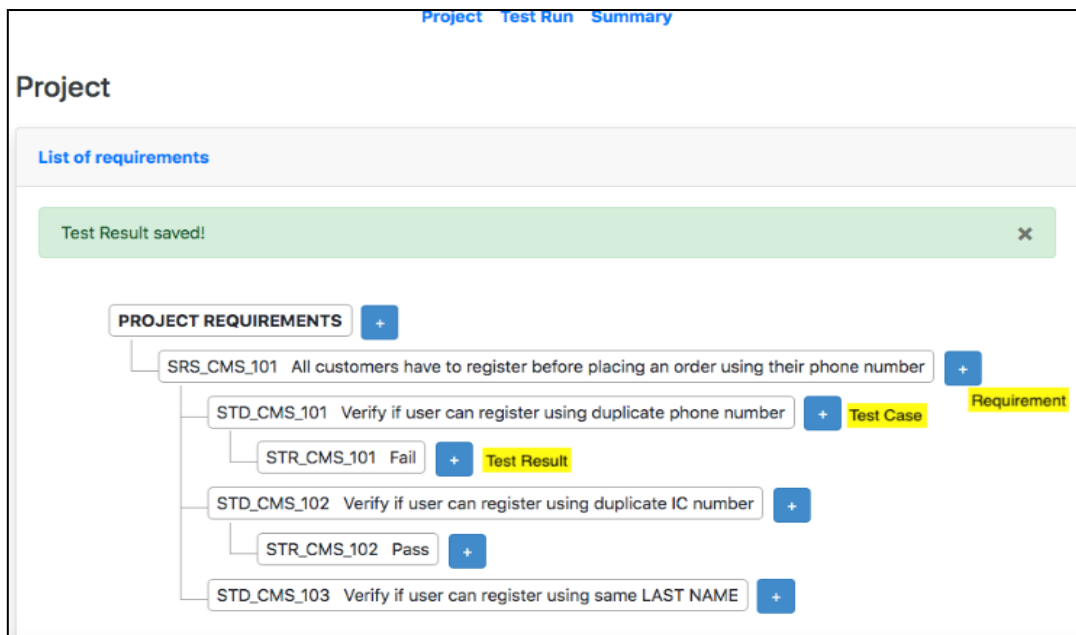 Project Test Run Summary
Project
List of requirements
Test Result saved! ×
PROJECT REQUIREMENTS +
SRS_CMS_101 All customers have to register before placing an order using their phone number +
Requirement
STD_CMS_101 Verify if user can register using duplicate phone number + Test Case
STR_CMS_101 Fail + Test Result
STD_CMS_102 Verify if user can register using duplicate IC number +
STR_CMS_102 Pass +
STD_CMS_103 Verify if user can register using same LAST NAME +